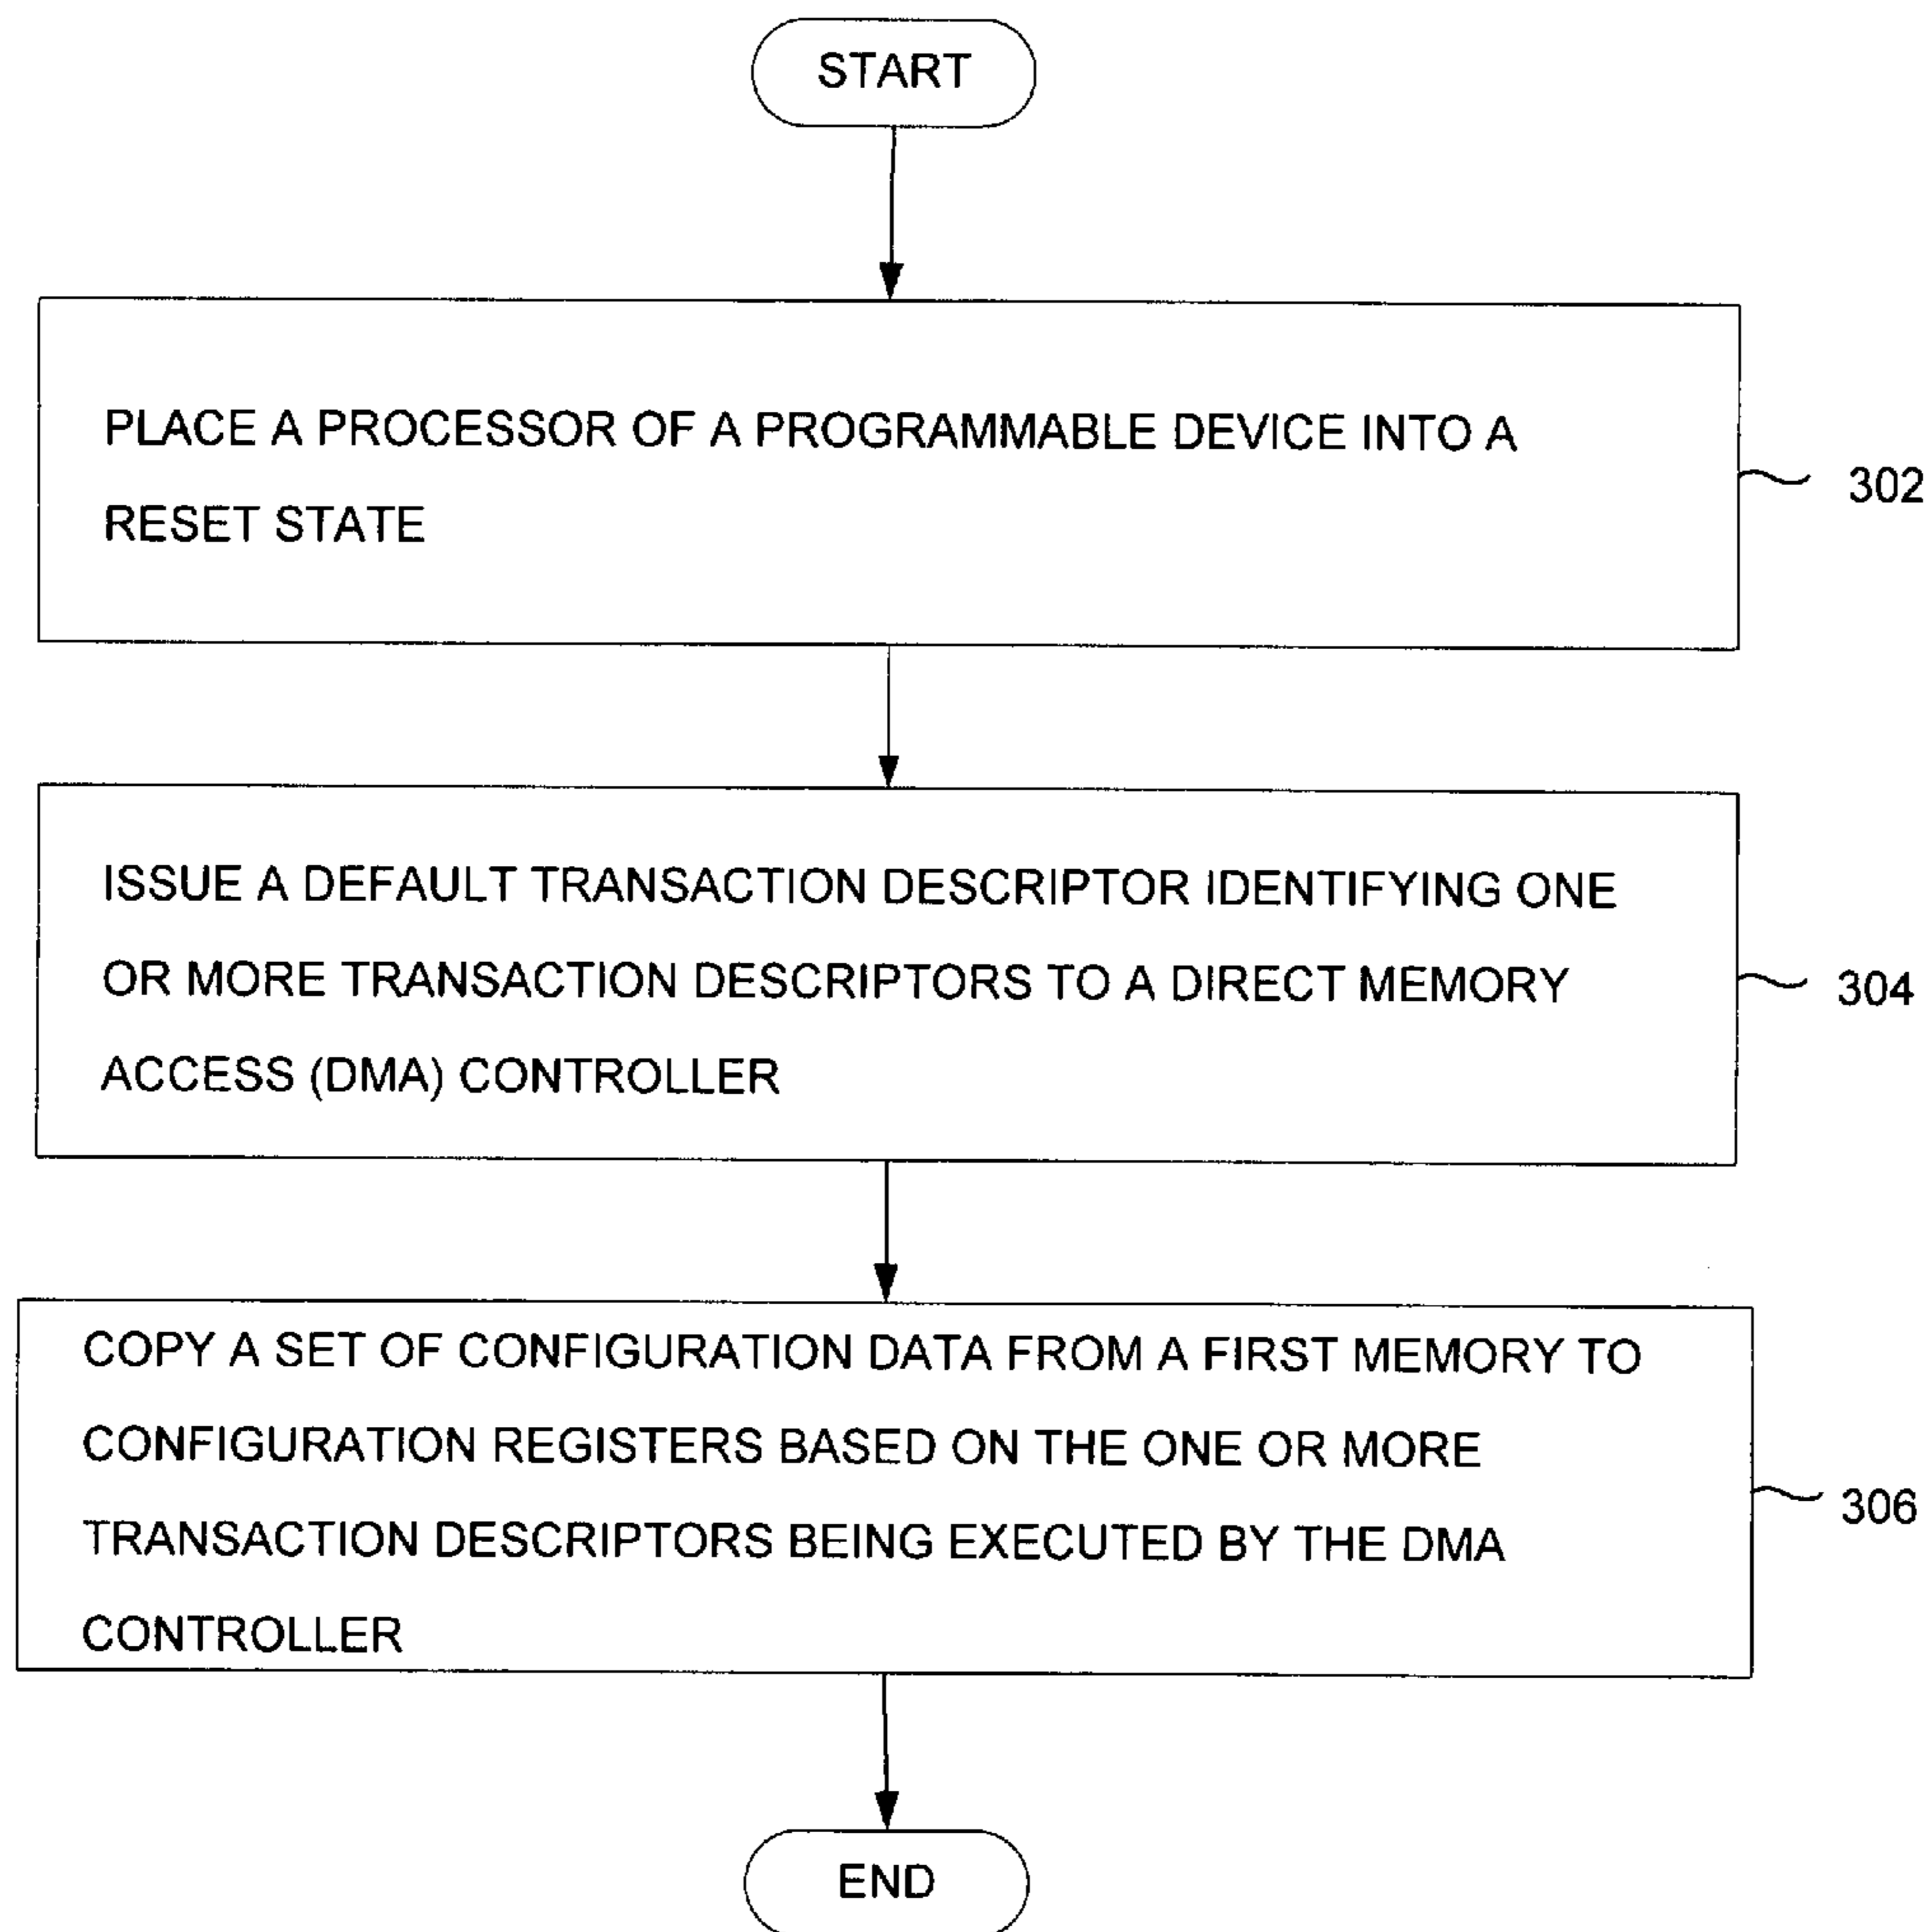 START
PLACE A PROCESSOR OF A PROGRAMMABLE DEVICE INTO A
RESET STATE
302
ISSUE A DEFAULT TRANSACTION DESCRIPTOR IDENTIFYING ONE
OR MORE TRANSACTION DESCRIPTORS TO A DIRECT MEMORY
ACCESS (DMA) CONTROLLER
304
COPY A SET OF CONFIGURATION DATA FROM A FIRST MEMORY TO
CONFIGURATION REGISTERS BASED ON THE ONE OR MORE
TRANSACTION DESCRIPTORS BEING EXECUTED BY THE DMA
CONTROLLER
306
END